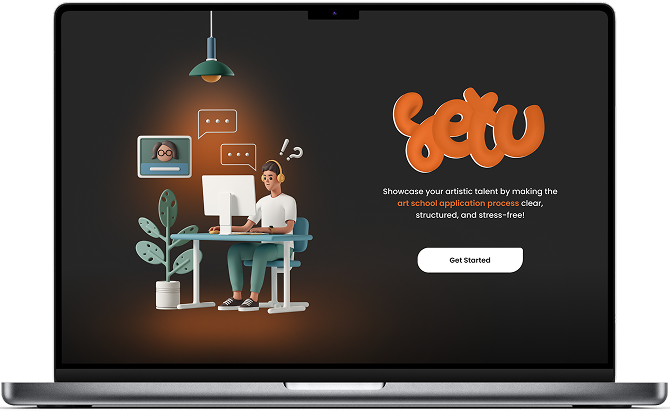 !?
setu
Showcase your artistic talent by making the
art school application process clear,
structured, and stress-free!
Get Started